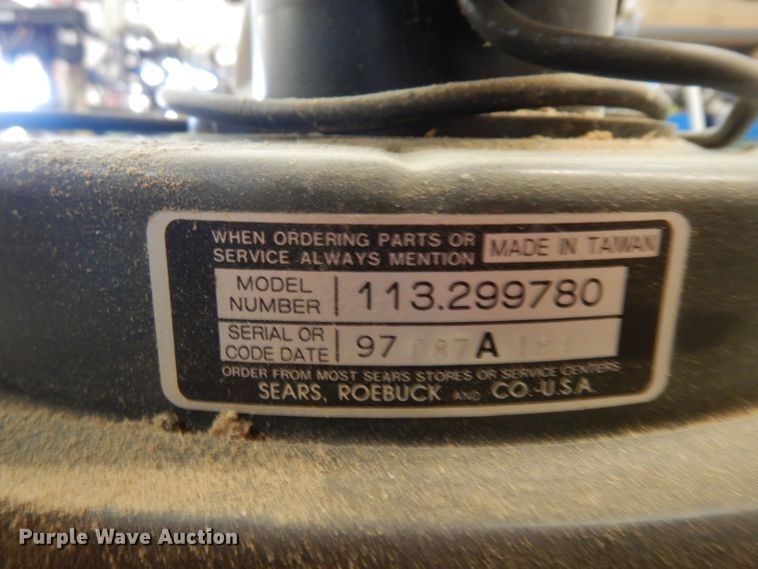 WHEN ORDERING PARTS OR
SERVICE ALWAYS MENTION
MADE IN TAIWAN
MODEL NUMBER 113.299780
SERIAL OR CODE DATE 97 A
ORDER FROM MOST SEARS STORES OR SERVICE CENTERS
SEARS, ROEBUCK AND CO.-U.S.A.
Purple Wave Auction